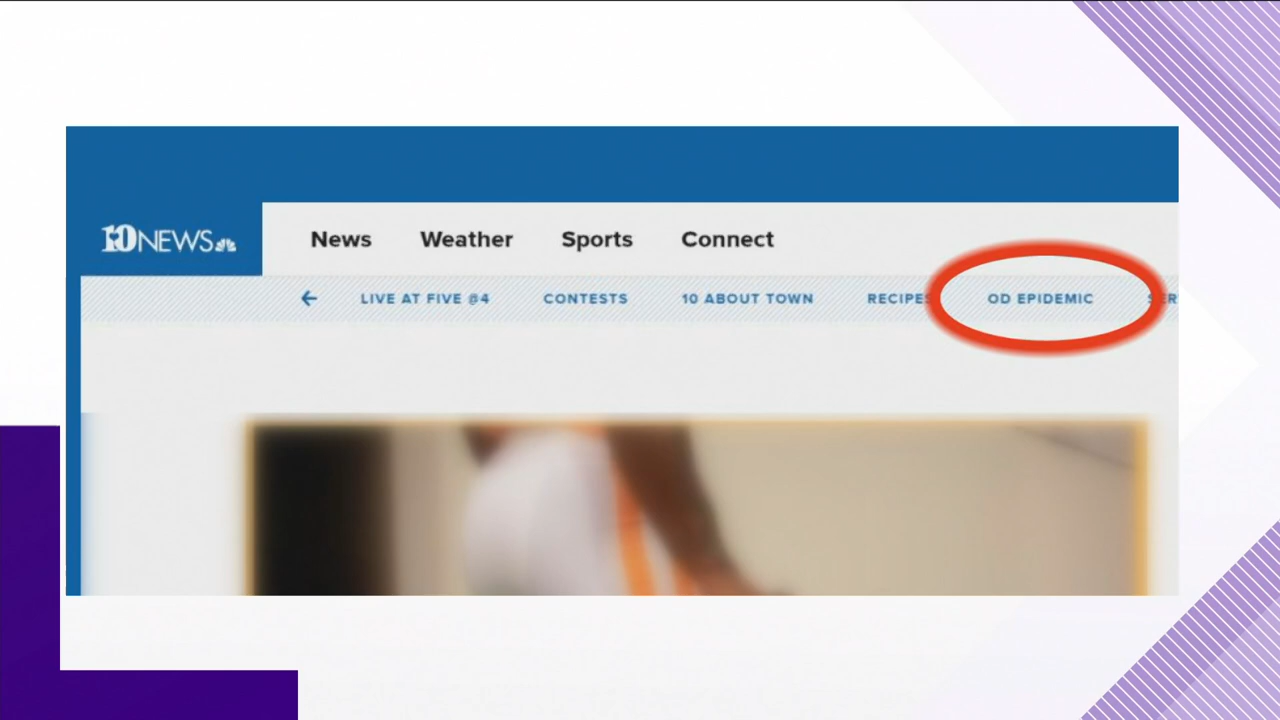 10NEWS
News Weather Sports Connect
LIVE AT FIVE @4 CONTESTS 10 ABOUT TOWN RECIPES OD EPIDEMIC